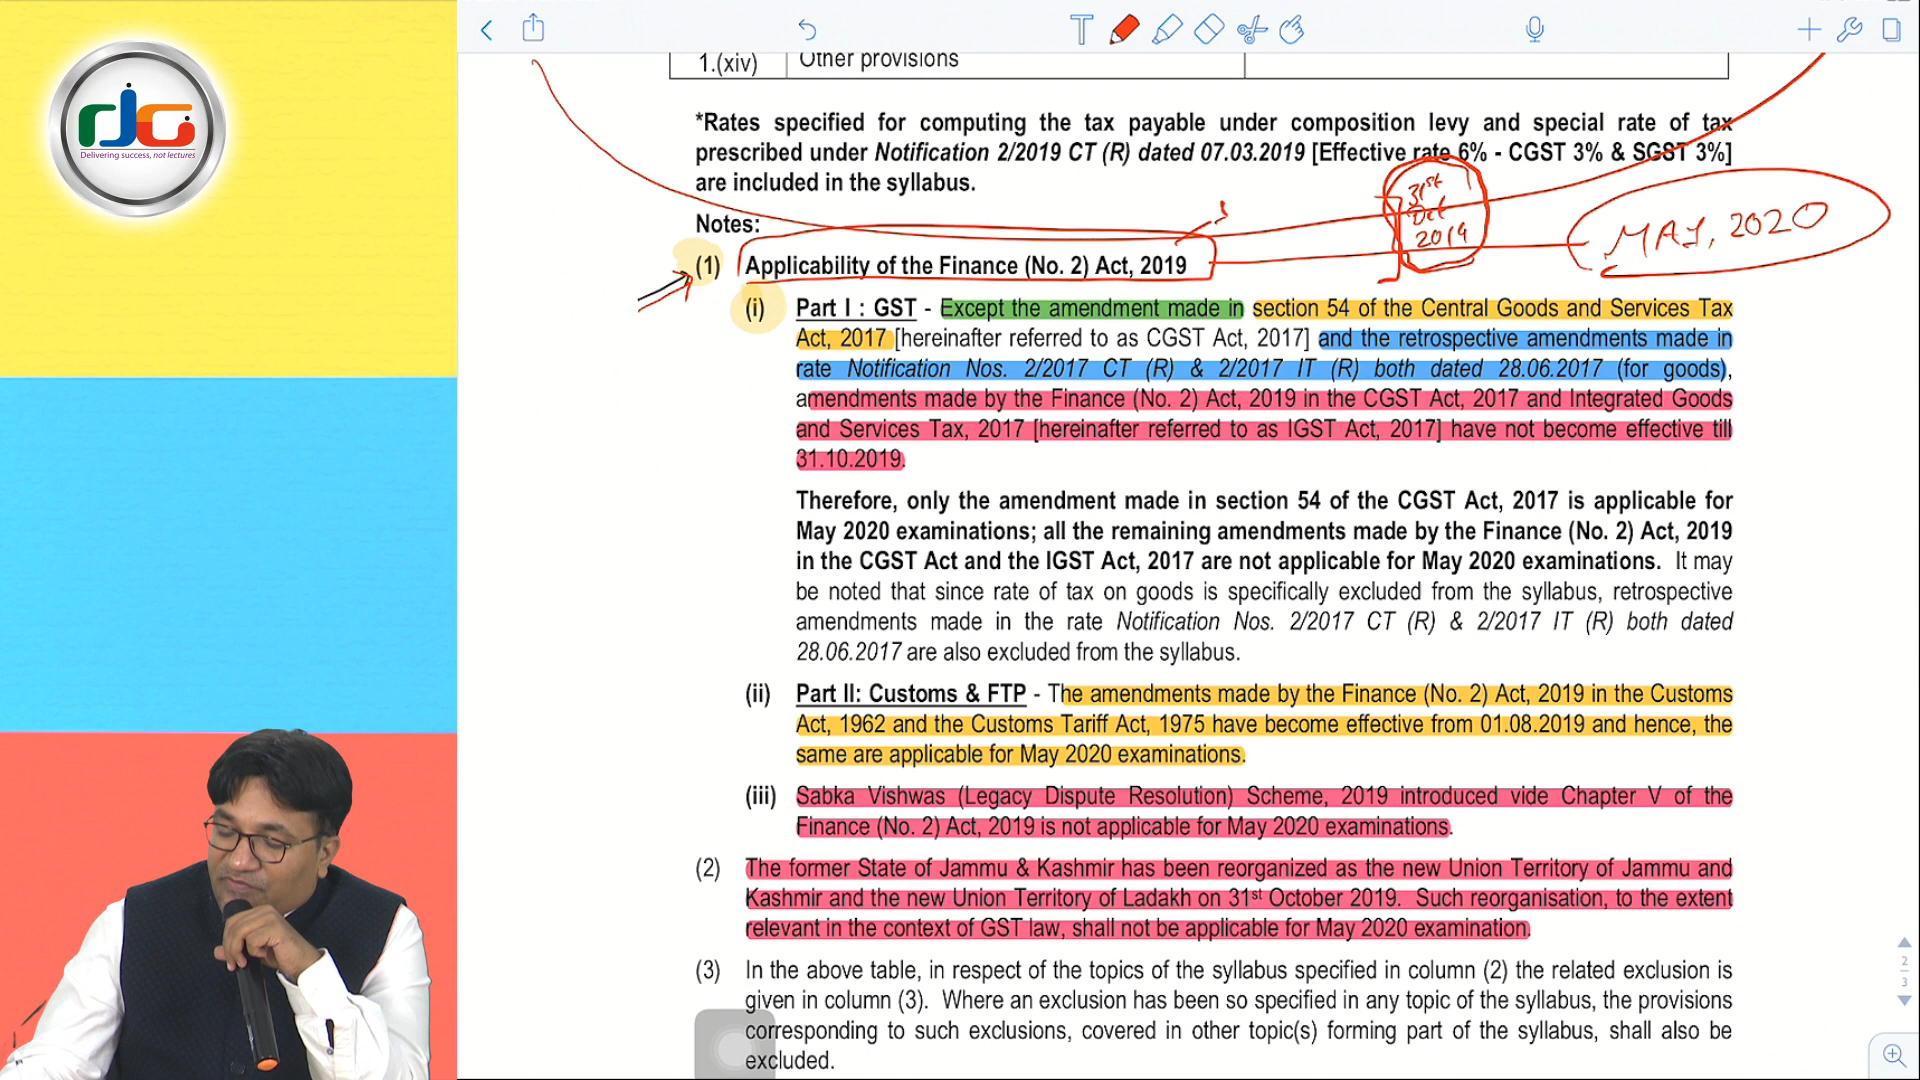 Delivering success, not lectures
1.(xiv) Other provisions
*Rates specified for computing the tax payable under composition levy and special rate of tax
prescribed under Notification 2/2019 CT (R) dated 07.03.2019 [Effective rate 6% - CGST 3% & SGST 3%]
are included in the syllabus.
31st
Oct
2019
MAY, 2020
Notes:
(1) Applicability of the Finance (No. 2) Act, 2019
(i) Part I : GST - Except the amendment made in section 54 of the Central Goods and Services Tax
Act, 2017 [hereinafter referred to as CGST Act, 2017] and the retrospective amendments made in
rate Notification Nos. 2/2017 CT (R) & 2/2017 IT (R) both dated 28.06.2017 (for goods),
amendments made by the Finance (No. 2) Act, 2019 in the CGST Act, 2017 and Integrated Goods
and Services Tax, 2017 [hereinafter referred to as IGST Act, 2017] have not become effective till
31.10.2019.
Therefore, only the amendment made in section 54 of the CGST Act, 2017 is applicable for
May 2020 examinations; all the remaining amendments made by the Finance (No. 2) Act, 2019
in the CGST Act and the IGST Act, 2017 are not applicable for May 2020 examinations. It may
be noted that since rate of tax on goods is specifically excluded from the syllabus, retrospective
amendments made in the rate Notification Nos. 2/2017 CT (R) & 2/2017 IT (R) both dated
28.06.2017 are also excluded from the syllabus.
(ii) Part II: Customs & FTP - The amendments made by the Finance (No. 2) Act, 2019 in the Customs
Act, 1962 and the Customs Tariff Act, 1975 have become effective from 01.08.2019 and hence, the
same are applicable for May 2020 examinations.
(iii) Sabka Vishwas (Legacy Dispute Resolution) Scheme, 2019 introduced vide Chapter V of the
Finance (No. 2) Act, 2019 is not applicable for May 2020 examinations.
(2) The former State of Jammu & Kashmir has been reorganized as the new Union Territory of Jammu and
Kashmir and the new Union Territory of Ladakh on 31st October 2019. Such reorganisation, to the extent
relevant in the context of GST law, shall not be applicable for May 2020 examination.
(3) In the above table, in respect of the topics of the syllabus specified in column (2) the related exclusion is
given in column (3). Where an exclusion has been so specified in any topic of the syllabus, the provisions
corresponding to such exclusions, covered in other topic(s) forming part of the syllabus, shall also be
excluded.
2
3